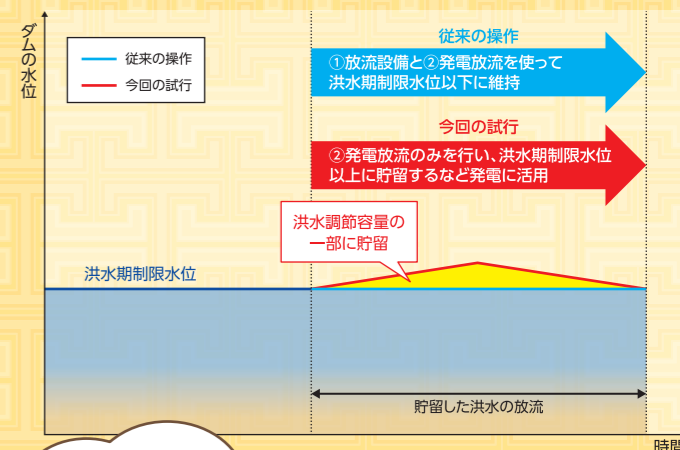 ダムの水位
従来の操作
今回の試行
従来の操作
①放流設備と②発電放流を使って
洪水期制限水位以下に維持
今回の試行
②発電放流のみを行い、洪水期制限水位
以上に貯留するなど発電に活用
洪水調節容量の
一部に貯留
洪水期制限水位
貯留した洪水の放流
時間